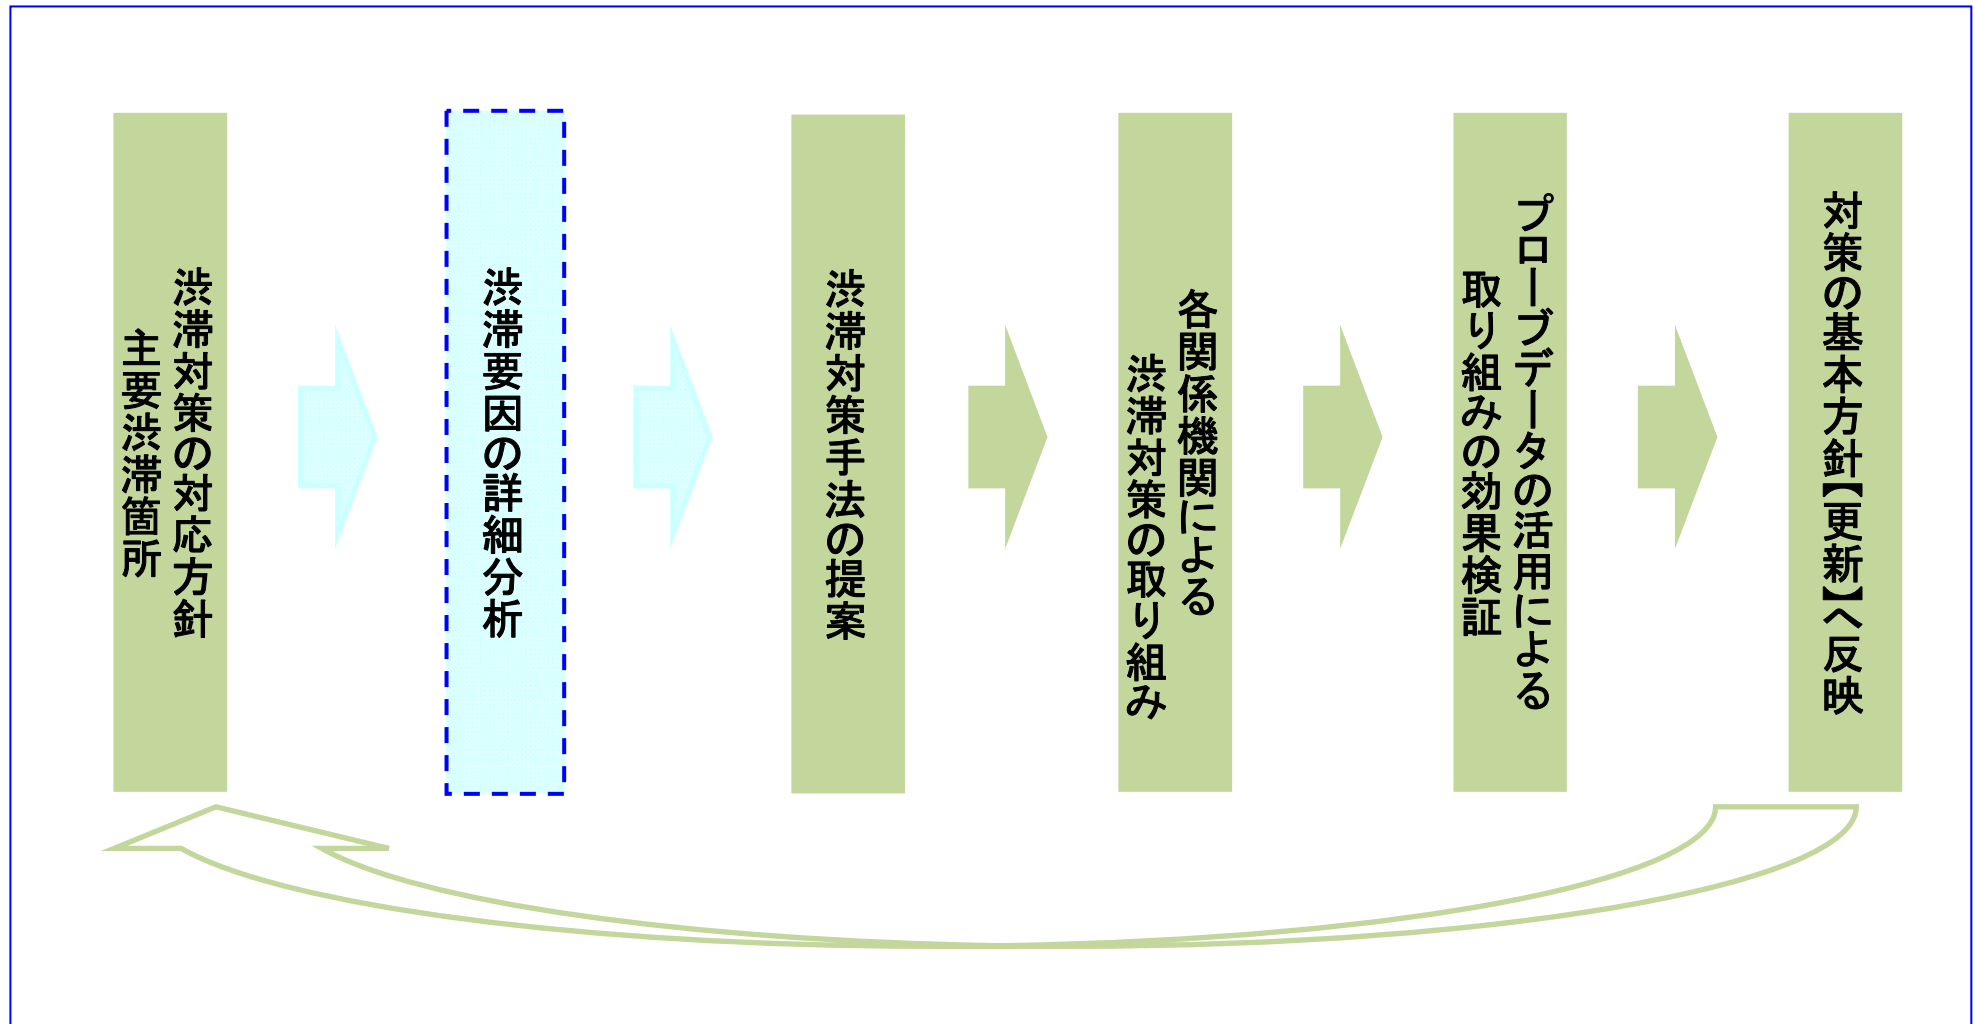 渋滞対策の対応方針
主要渋滞箇所
渋滞要因の詳細分析
渋滞対策手法の提案
各関係機関による
渋滞対策の取り組み
プローブデータの活用による
取り組みの効果検証
対策の基本方針【更新】へ反映